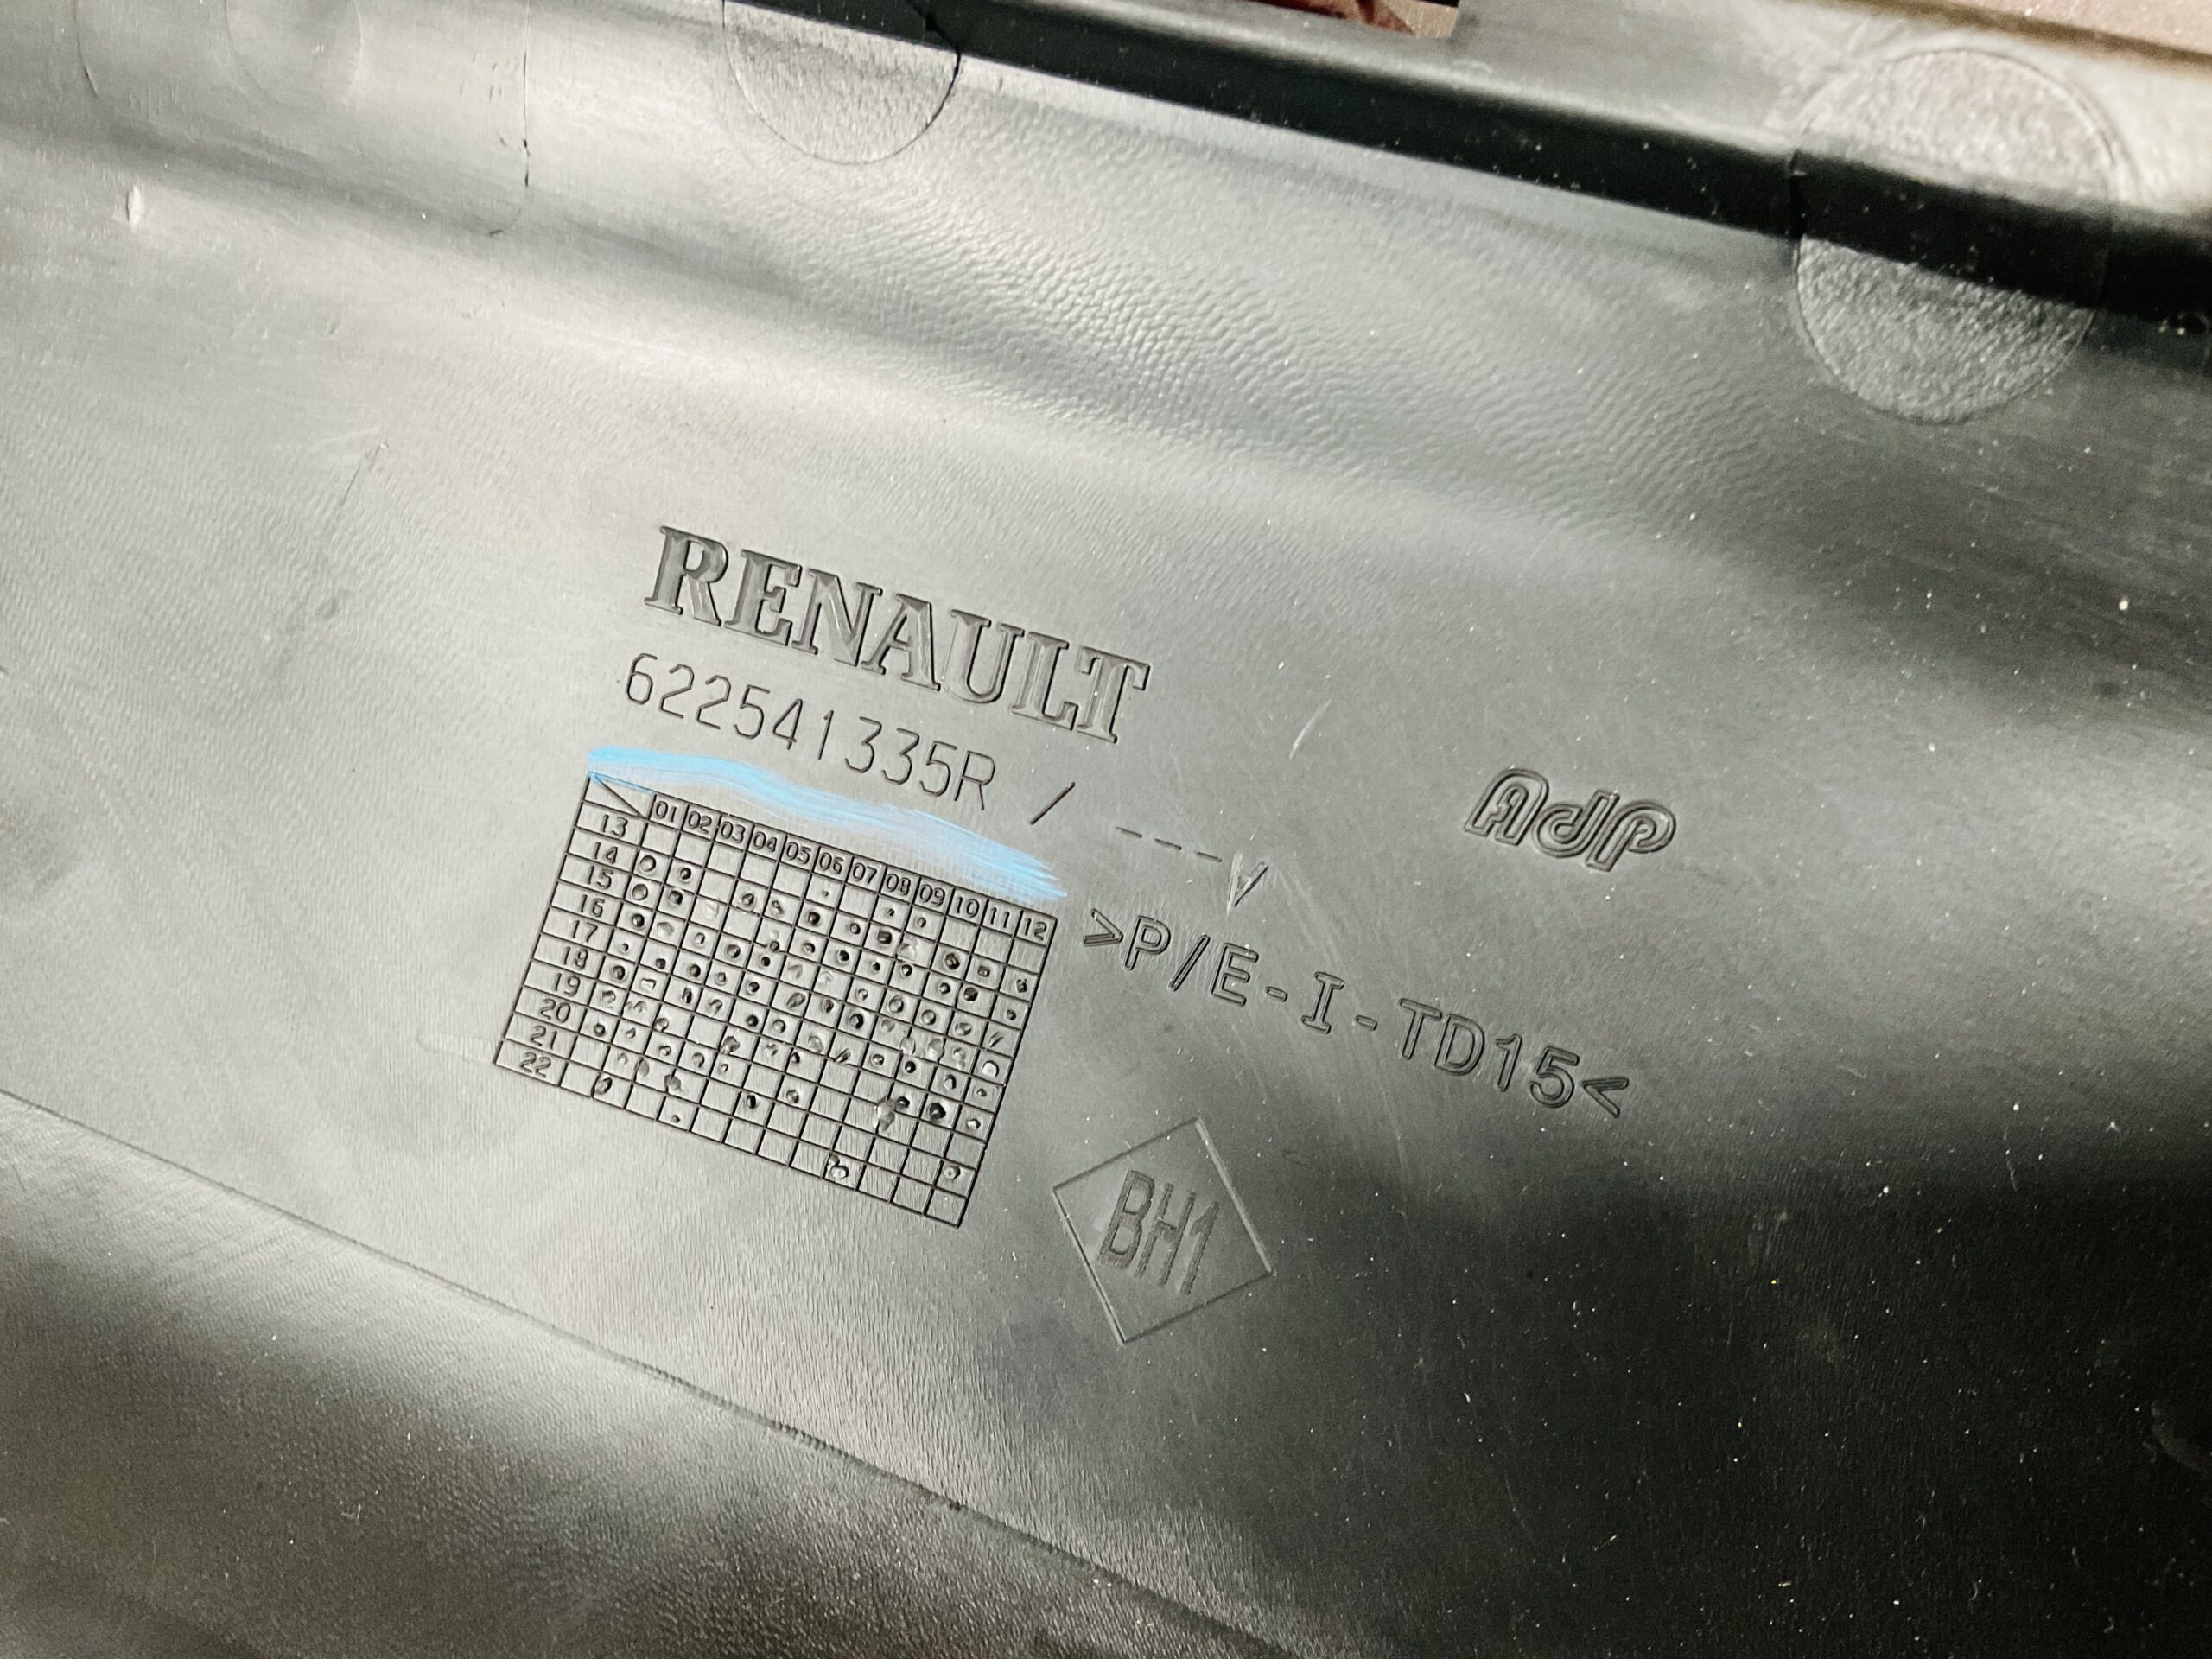 RENAULT
622541335R / ----
AdP
>P/E-I-TD15<
01 02 03 04 05 06 07 08 09 10 11 12
13
14
15
16
17
18
19
20
21
22
BH1